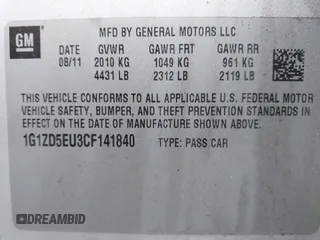 GM
MFD BY GENERAL MOTORS LLC
DATE GVWR GAWR FRT GAWR RR
08/11 2010 KG 1049 KG 961 KG
4431 LB 2312 LB 2119 LB
THIS VEHICLE CONFORMS TO ALL APPLICABLE U.S. FEDERAL MOTOR
VEHICLE SAFETY, BUMPER, AND THEFT PREVENTION STANDARDS IN
EFFECT ON THE DATE OF MANUFACTURE SHOWN ABOVE.
1G1ZD5EU3CF141840 TYPE: PASS CAR
DREAMBID